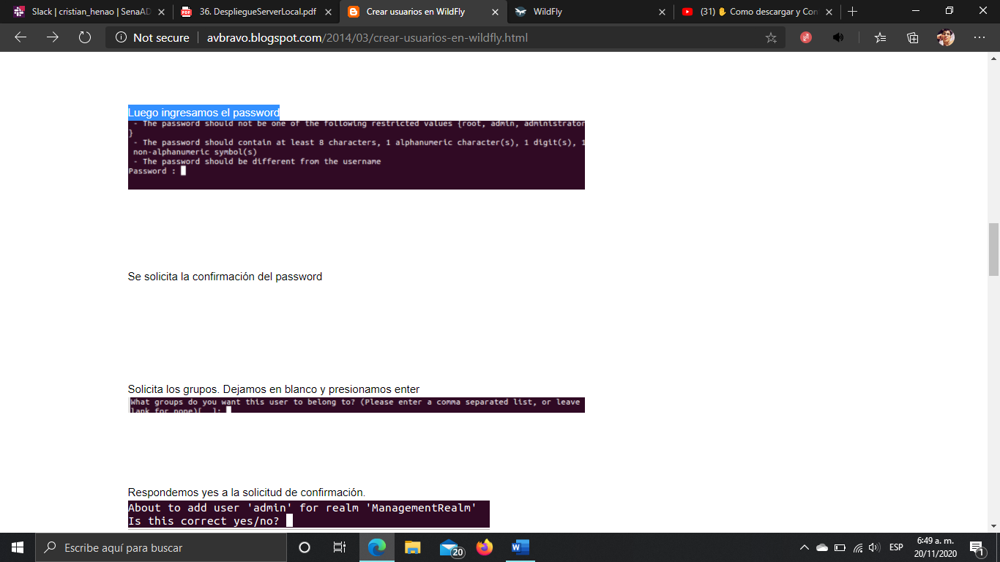 Slack | cristian_henao | SenaAD
36. DespliegueServerLocal.pdf
Crear usuarios en WildFly
WildFly
(31) ✋ Como descargar y Con
Not secure
avbravo.blogspot.com/2014/03/crear-usuarios-en-wildfly.html
Luego ingresamos el password
- The password should not be one of the following restricted values {root, admin, administrator
}
- The password should contain at least 8 characters, 1 alphanumeric character(s), 1 digit(s), 1
non-alphanumeric symbol(s)
- The password should be different from the username
Password :
Se solicita la confirmación del password
Solicita los grupos. Dejamos en blanco y presionamos enter
What groups do you want this user to belong to? (Please enter a comma separated list, or leave
lank for none)[ ]:
Respondemos yes a la solicitud de confirmación.
About to add user 'admin' for realm 'ManagementRealm'
Is this correct yes/no?
Escribe aquí para buscar
20
ESP
6:49 a. m.
20/11/2020
1